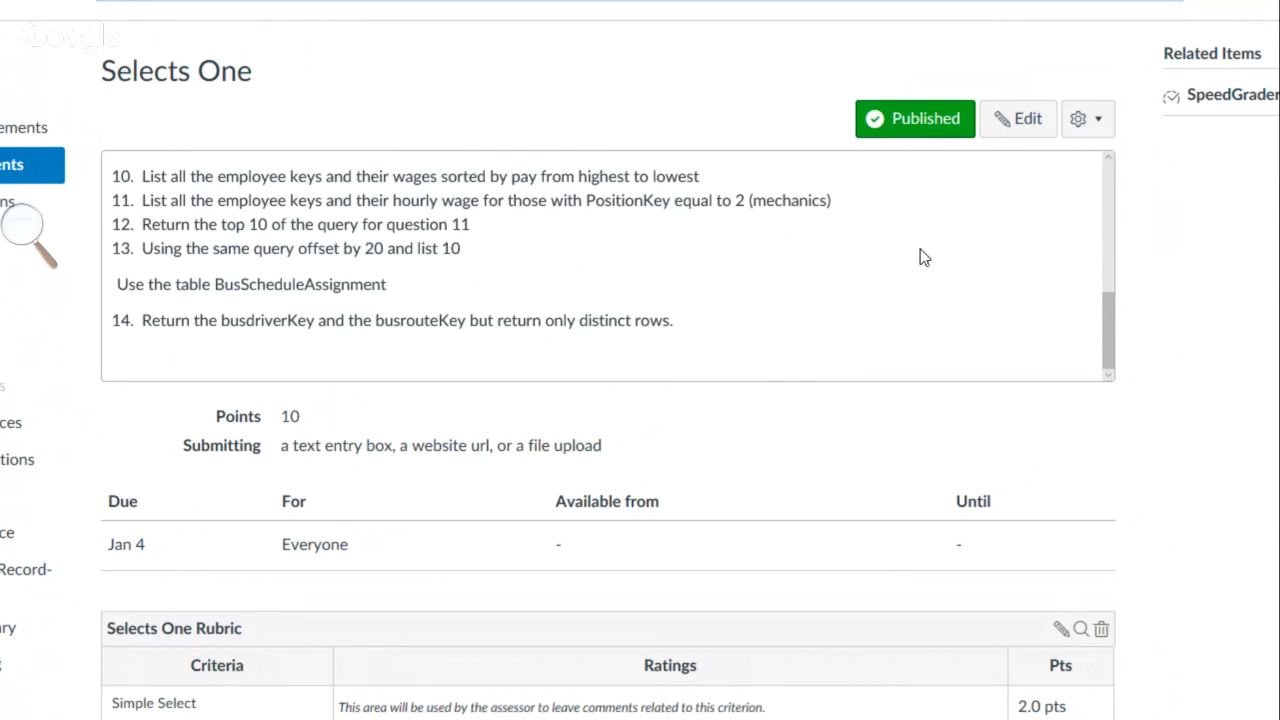 Google
Selects One
Related Items
SpeedGrader
Published
Edit
ements
ents
ns
10. List all the employee keys and their wages sorted by pay from highest to lowest
11. List all the employee keys and their hourly wage for those with PositionKey equal to 2 (mechanics)
12. Return the top 10 of the query for question 11
13. Using the same query offset by 20 and list 10
Use the table BusScheduleAssignment
14. Return the busdriverKey and the busrouteKey but return only distinct rows.
s
ces
tions
ce
Record-
ry
Points 10
Submitting a text entry box, a website url, or a file upload
Due For Available from Until
Jan 4 Everyone - -
Selects One Rubric
Criteria Ratings Pts
Simple Select This area will be used by the assessor to leave comments related to this criterion. 2.0 pts